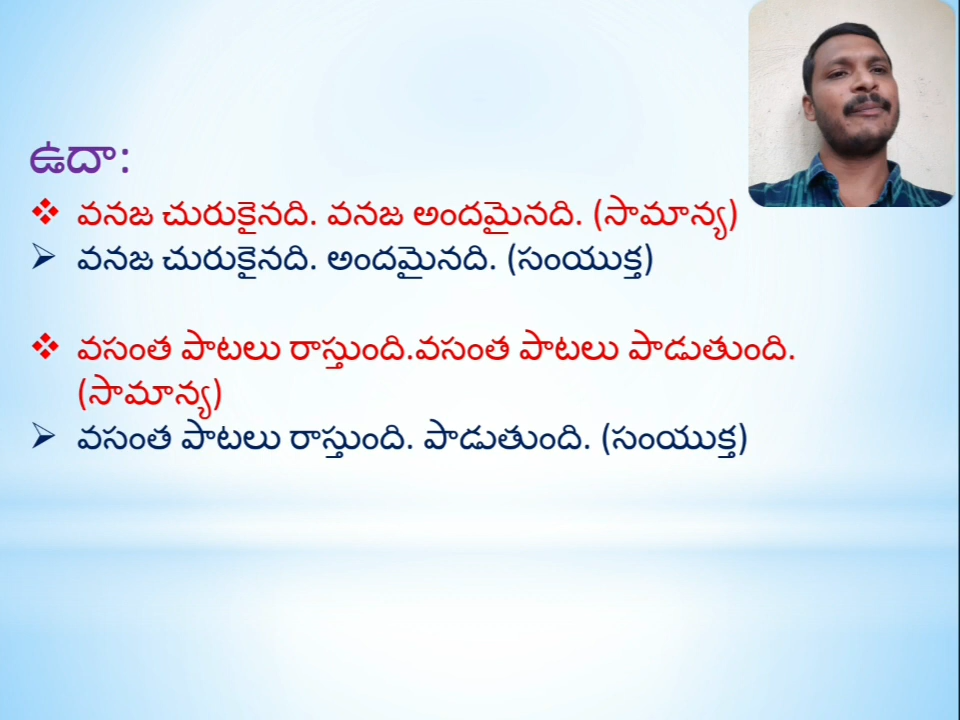 ఉదా:
వనజ చురుకైనది. వనజ అందమైనది. (సామాన్య)
వనజ చురుకైనది. అందమైనది. (సంయుక్త)
వసంత పాటలు రాస్తుంది.వసంత పాటలు పాడుతుంది.
(సామాన్య)
వసంత పాటలు రాస్తుంది. పాడుతుంది. (సంయుక్త)